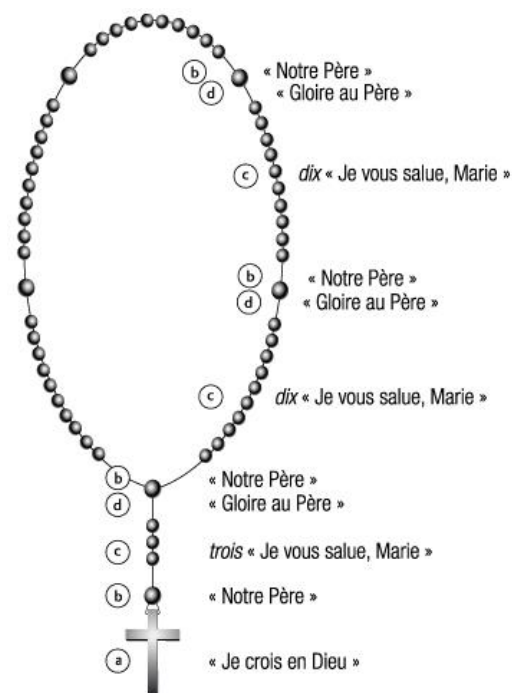 b « Notre Père »
d « Gloire au Père »
c dix « Je vous salue, Marie »
b « Notre Père »
d « Gloire au Père »
c dix « Je vous salue, Marie »
b « Notre Père »
d « Gloire au Père »
c trois « Je vous salue, Marie »
b « Notre Père »
a « Je crois en Dieu »